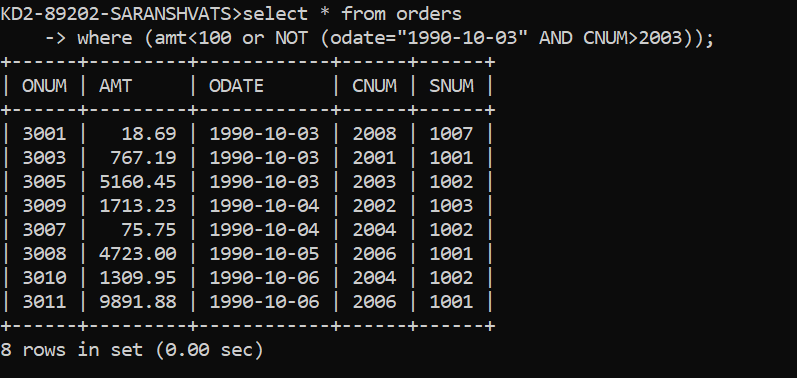 KD2-89202-SARANSHVATS>select * from orders
    -> where (amt<100 or NOT (odate="1990-10-03" AND CNUM>2003));
+------+---------+------------+------+------+
| ONUM | AMT     | ODATE      | CNUM | SNUM |
+------+---------+------------+------+------+
| 3001 |   18.69 | 1990-10-03 | 2008 | 1007 |
| 3003 |  767.19 | 1990-10-03 | 2001 | 1001 |
| 3005 | 5160.45 | 1990-10-03 | 2003 | 1002 |
| 3009 | 1713.23 | 1990-10-04 | 2002 | 1003 |
| 3007 |   75.75 | 1990-10-04 | 2004 | 1002 |
| 3008 | 4723.00 | 1990-10-05 | 2006 | 1001 |
| 3010 | 1309.95 | 1990-10-06 | 2004 | 1002 |
| 3011 | 9891.88 | 1990-10-06 | 2006 | 1001 |
+------+---------+------------+------+------+
8 rows in set (0.00 sec)